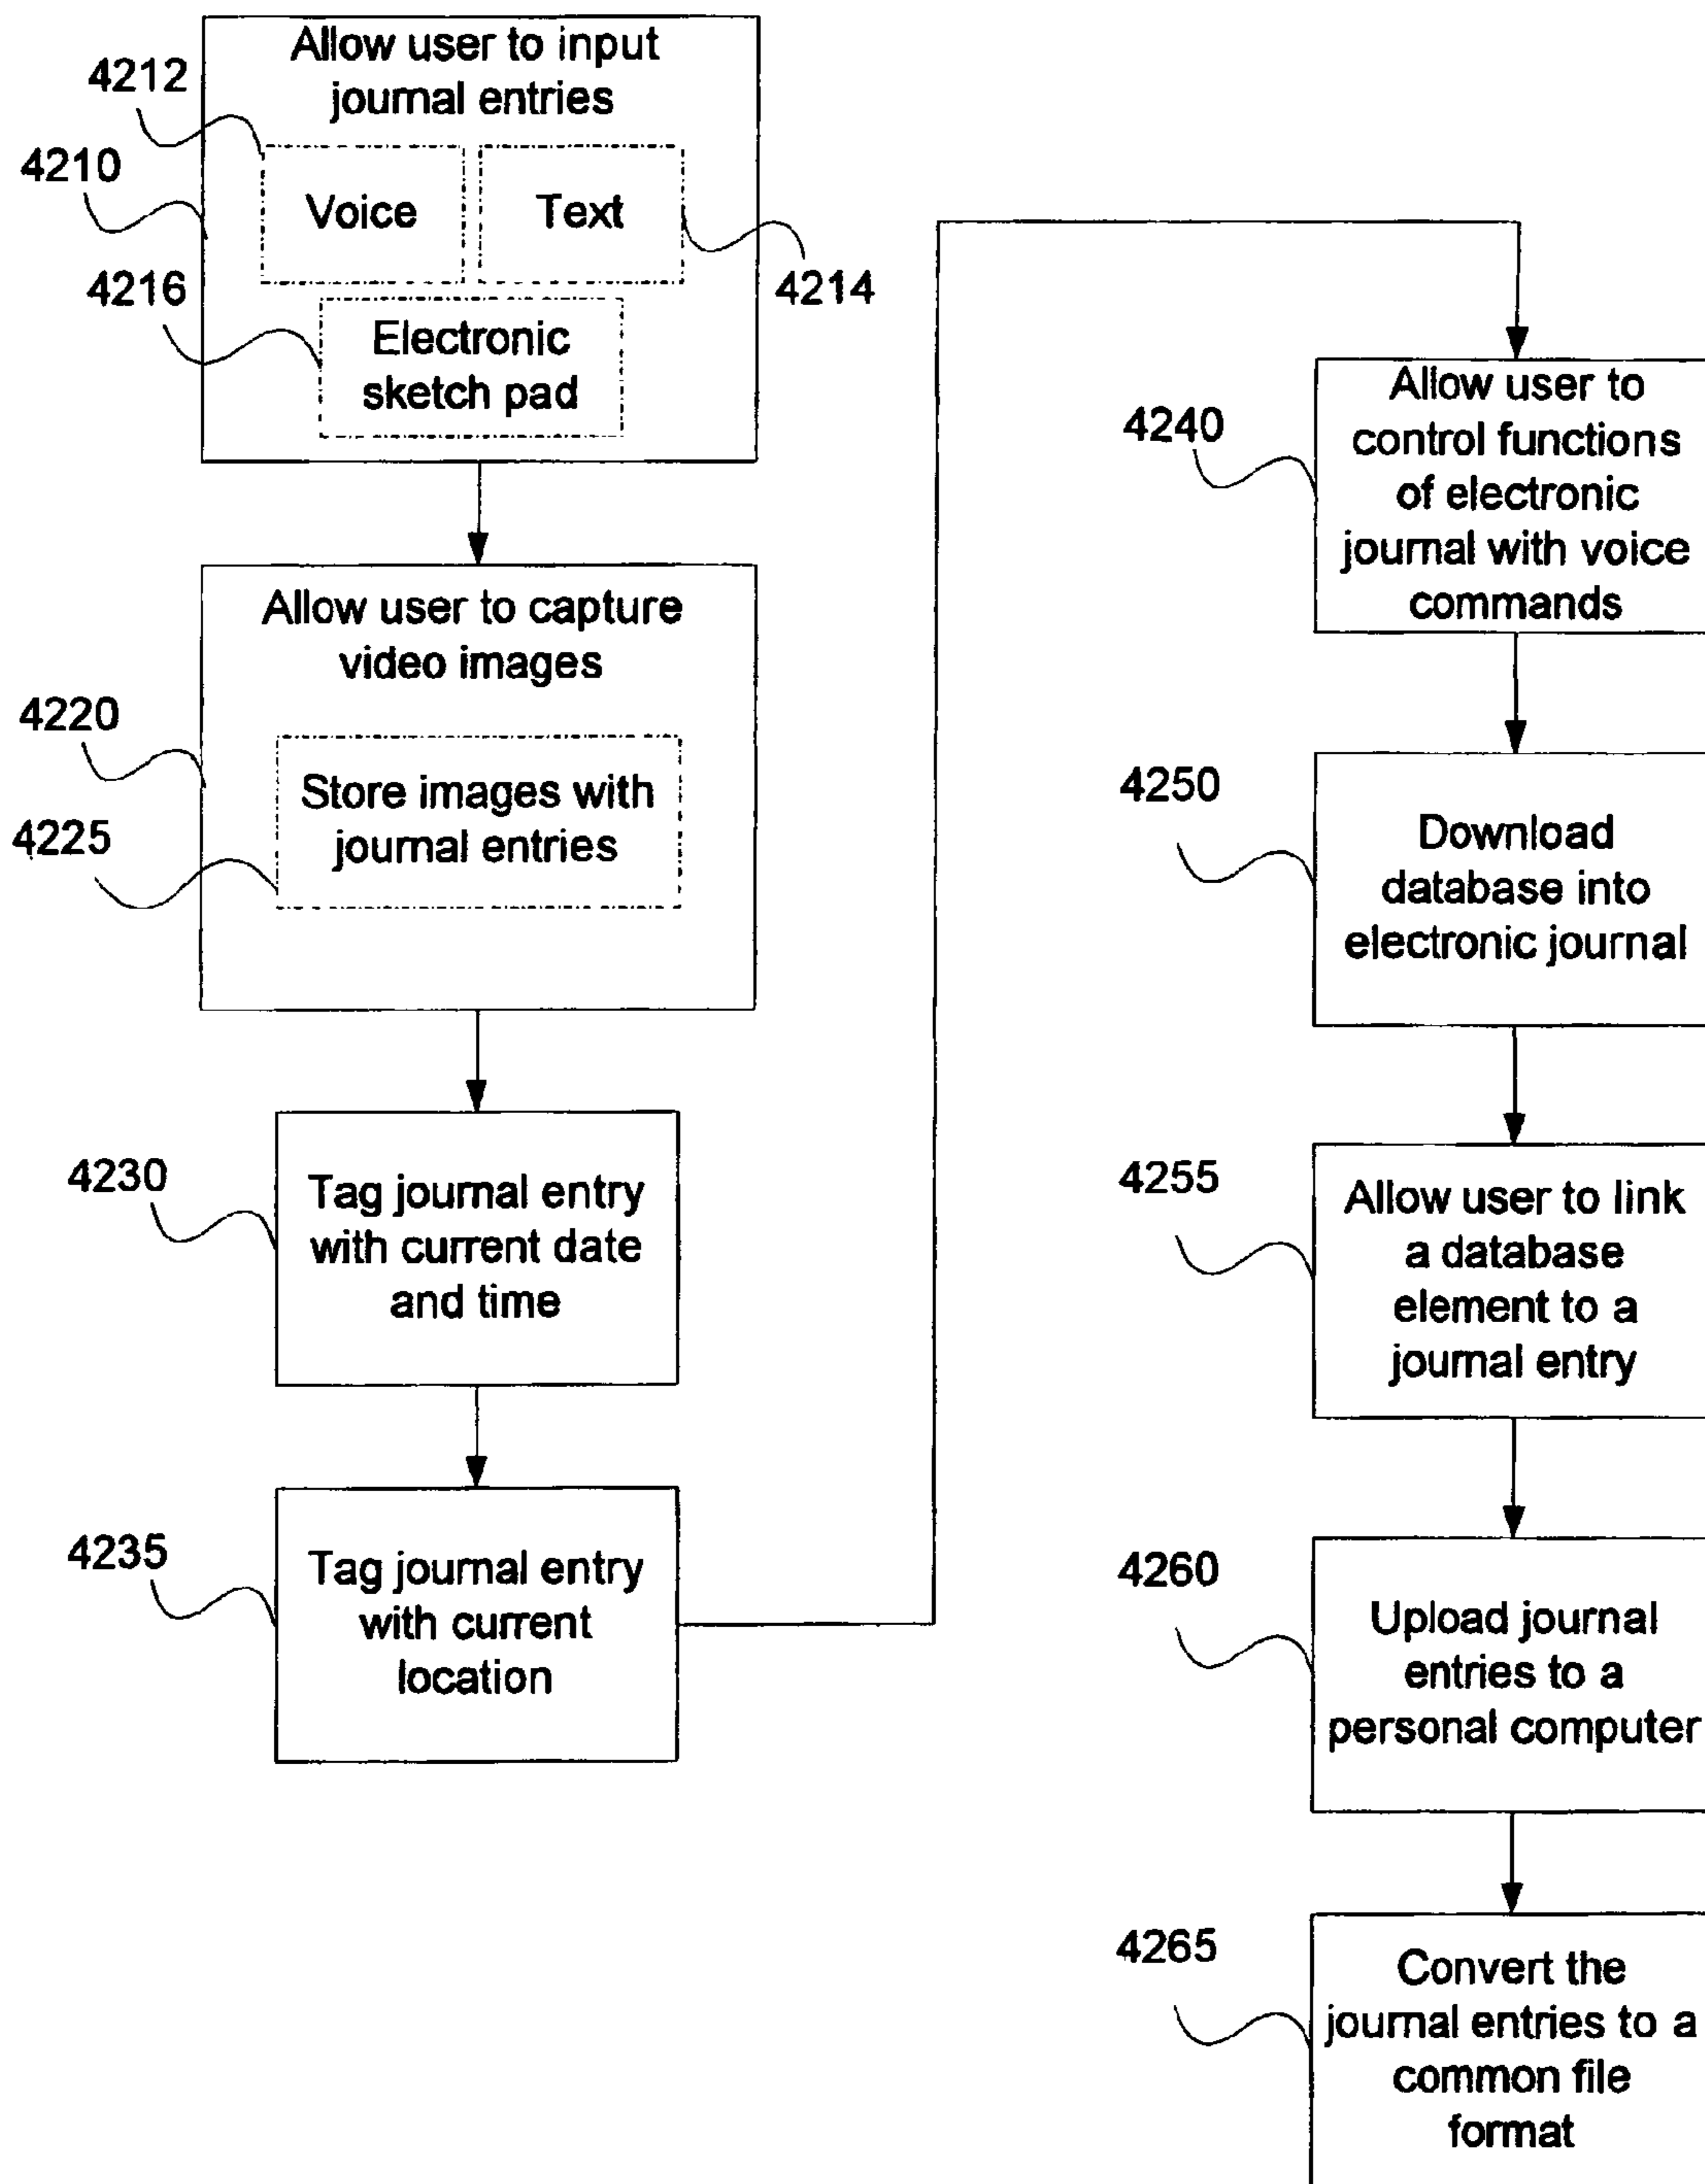 Allow user to input
journal entries
4212
4210
Voice
Text
4214
4216
Electronic
sketch pad
Allow user to capture
video images
4220
Store images with
journal entries
4225
4230
Tag journal entry
with current date
and time
4235
Tag journal entry
with current
location
4240
Allow user to
control functions
of electronic
journal with voice
commands
4250
Download
database into
electronic journal
4255
Allow user to link
a database
element to a
journal entry
4260
Upload journal
entries to a
personal computer
4265
Convert the
journal entries to a
common file
format